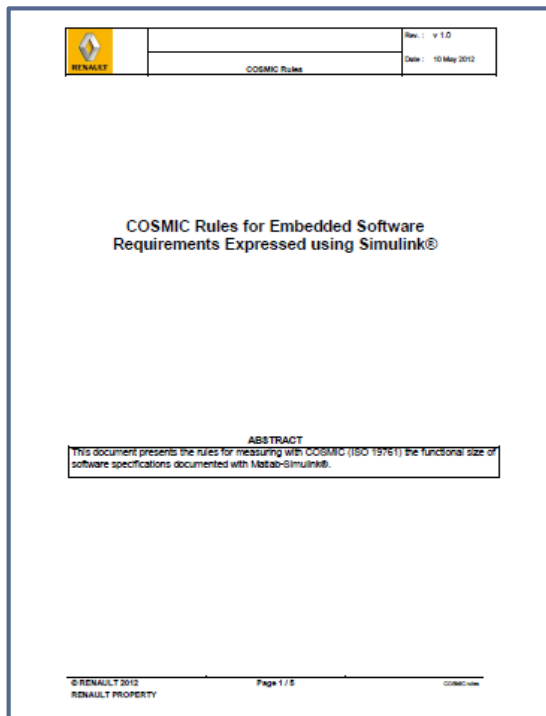 RENAULT
COSMIC Rules
Rev. : v 1.0
Date : 10 May 2012
COSMIC Rules for Embedded Software
Requirements Expressed using Simulink®
ABSTRACT
This document presents the rules for measuring with COSMIC (ISO 19761) the functional size of
software specifications documented with Matlab-Simulink®.
© RENAULT 2012 Page 1 / 5 COSMIC rules
RENAULT PROPERTY